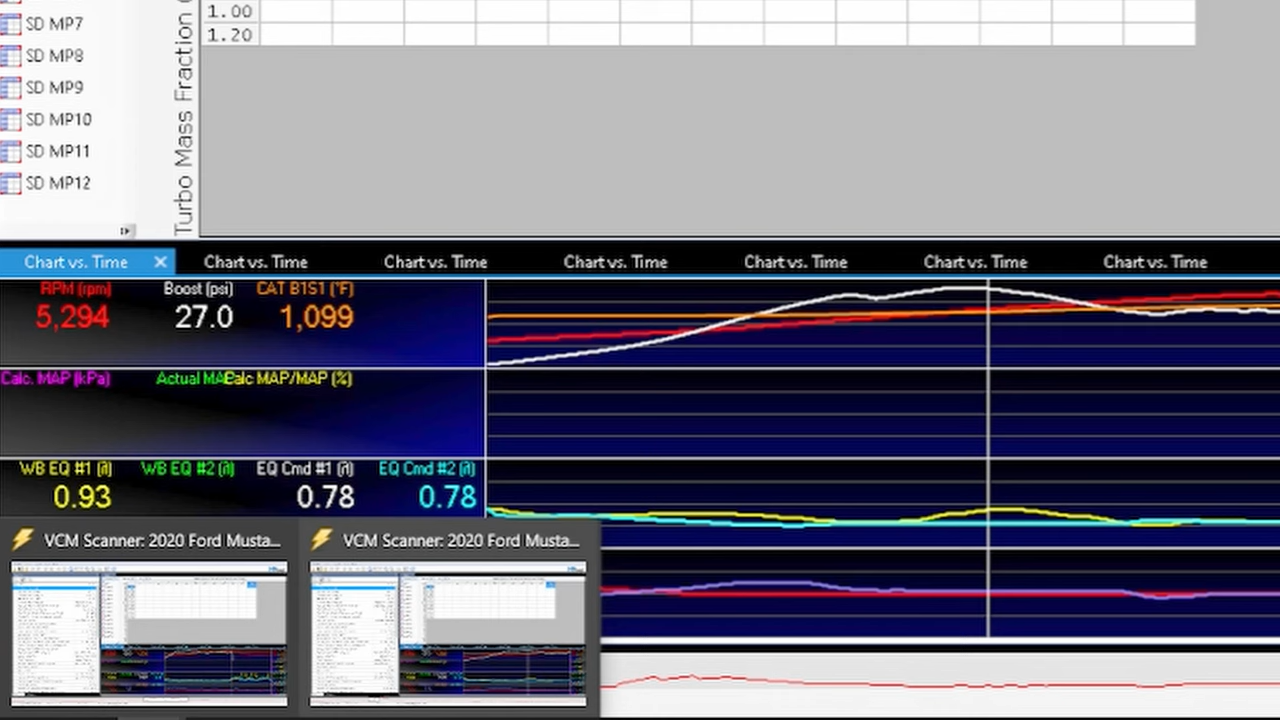 SD MP7
SD MP8
SD MP9
SD MP10
SD MP11
SD MP12
Turbo Mass Fraction
1.00
1.20
Chart vs. Time Chart vs. Time Chart vs. Time Chart vs. Time Chart vs. Time Chart vs. Time Chart vs. Time
RPM (rpm) Boost (psi) CAT B1S1 (°F)
5,294 27.0 1,099
Calc. MAP (kPa) Actual MA Calc MAP/MAP (%)
WB EQ #1 (λ) WB EQ #2 (λ) EQ Cmd #1 (λ) EQ Cmd #2 (λ)
0.93 0.78 0.78
VCM Scanner: 2020 Ford Musta... VCM Scanner: 2020 Ford Musta...